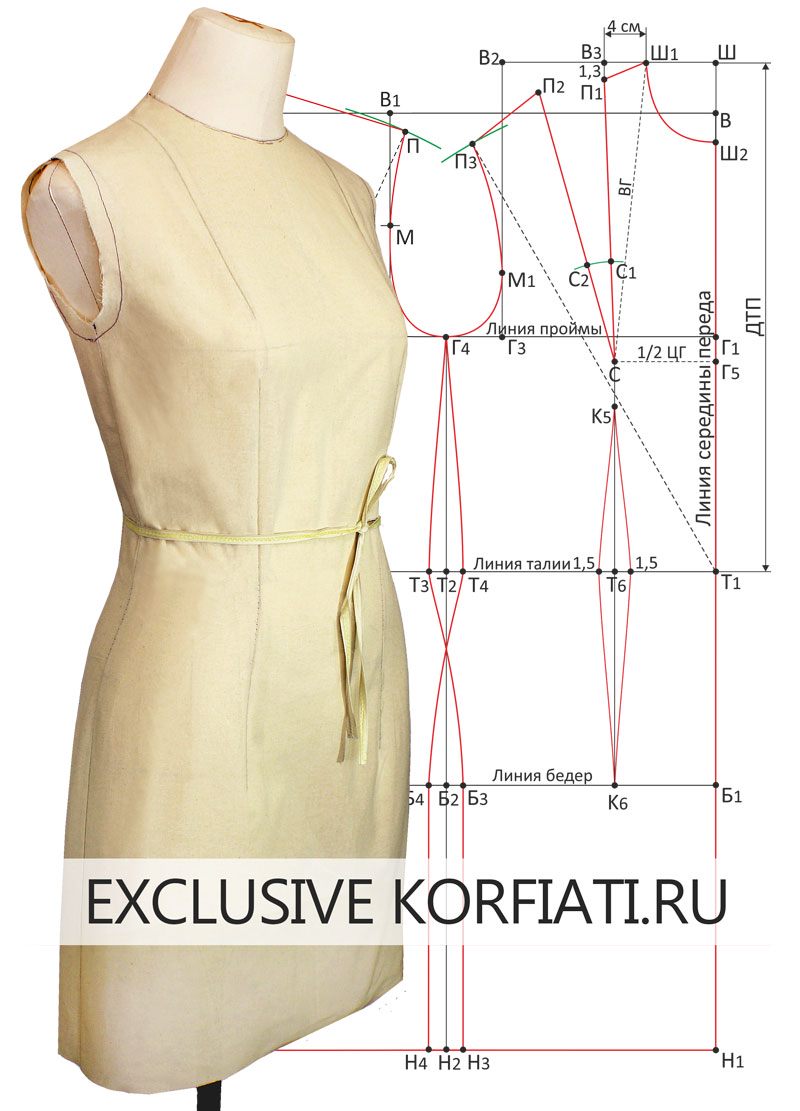 4 см
В2 В3 Ш1 Ш
1,3
П2 П1
В1 В
П П3 Ш2
ВГ
М
С2 С1
М1
Линия проймы
Г4 Г3 Г1
1/2 ЦГ
С Г5
К5
Линия середины переда
ДТП
Линия талии 1,5 1,5
Т3 Т2 Т4 Т6 Т1
Линия бедер
Б4 Б2 Б3 К6 Б1
EXCLUSIVE KORFIATI.RU
Н4 Н2 Н3 Н1